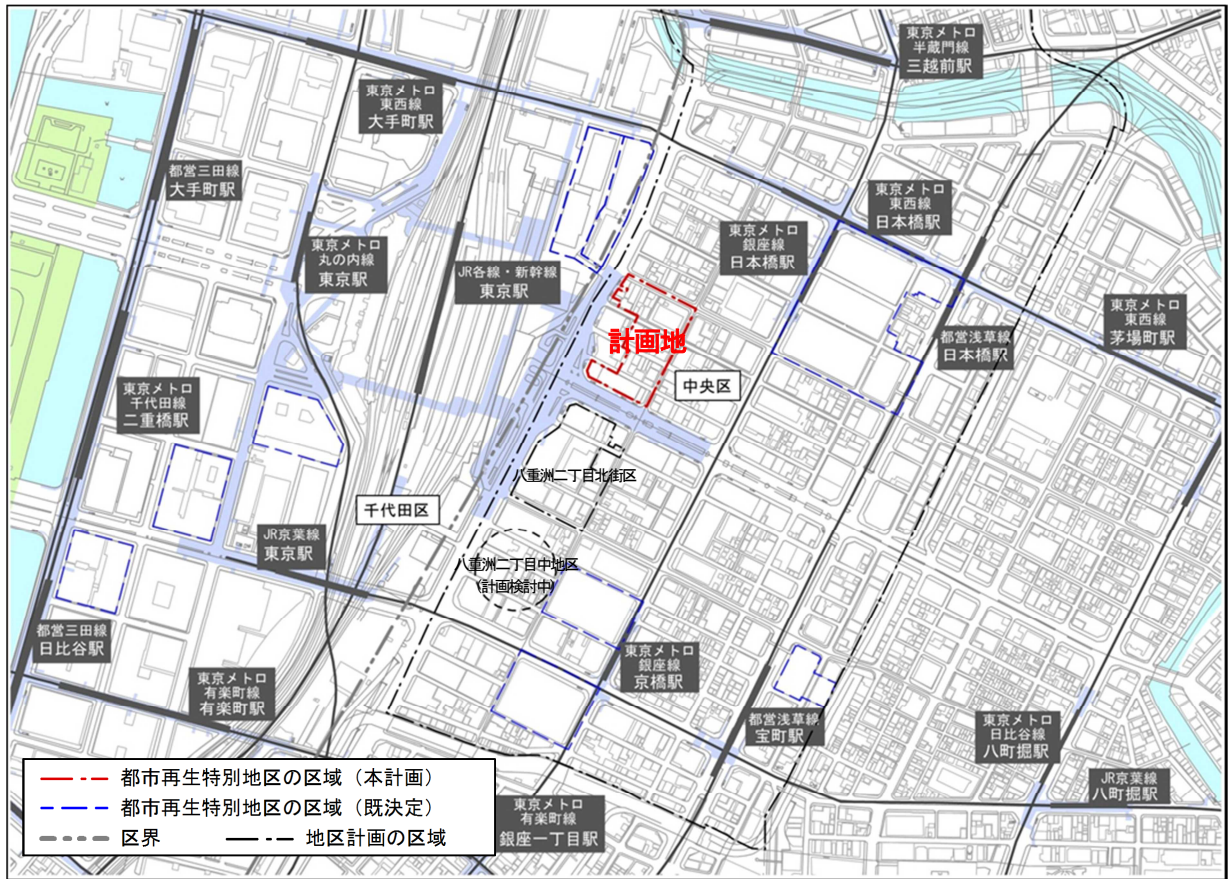 東京メトロ
半蔵門線
三越前駅
東京メトロ
東西線
大手町駅
都営三田線
大手町駅
東京メトロ
東西線
日本橋駅
東京メトロ
銀座線
日本橋駅
東京メトロ
丸の内線
東京駅
JR各線・新幹線
東京駅
東京メトロ
東西線
茅場町駅
計画地
都営浅草線
日本橋駅
中央区
東京メトロ
千代田線
二重橋駅
八重洲二丁目北街区
千代田区
JR京葉線
東京駅
八重洲二丁目中地区
(計画検討中)
都営三田線
日比谷駅
東京メトロ
銀座線
京橋駅
東京メトロ
有楽町線
有楽町駅
都営浅草線
宝町駅
東京メトロ
日比谷線
八町掘駅
JR京葉線
八町掘駅
東京メトロ
有楽町線
銀座一丁目駅
都市再生特別地区の区域（本計画）
都市再生特別地区の区域（既決定）
区界
地区計画の区域